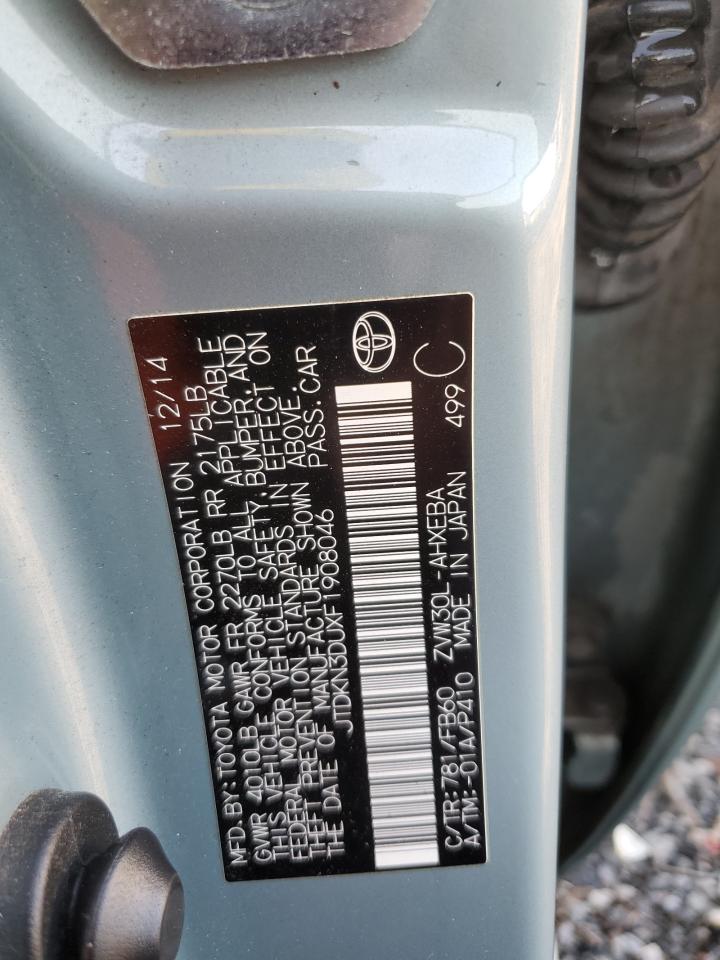 MFD.BY:TOYOTA MOTOR CORPORATION 12/14
GVWR 4010LB GAWR FR 2270LB RR 2175LB
THIS VEHICLE CONFORMS TO ALL APPLICABLE
FEDERAL MOTOR VEHICLE SAFETY, BUMPER, AND
THEFT PREVENTION STANDARDS IN EFFECT ON
THE DATE OF MANUFACTURE SHOWN ABOVE.
JTDKN3DUXF1908046 PASS.CAR
C/TR:781/FB60 ZVW30L-AHXEBA 499 C
A/TM:-01A/P410 MADE IN JAPAN